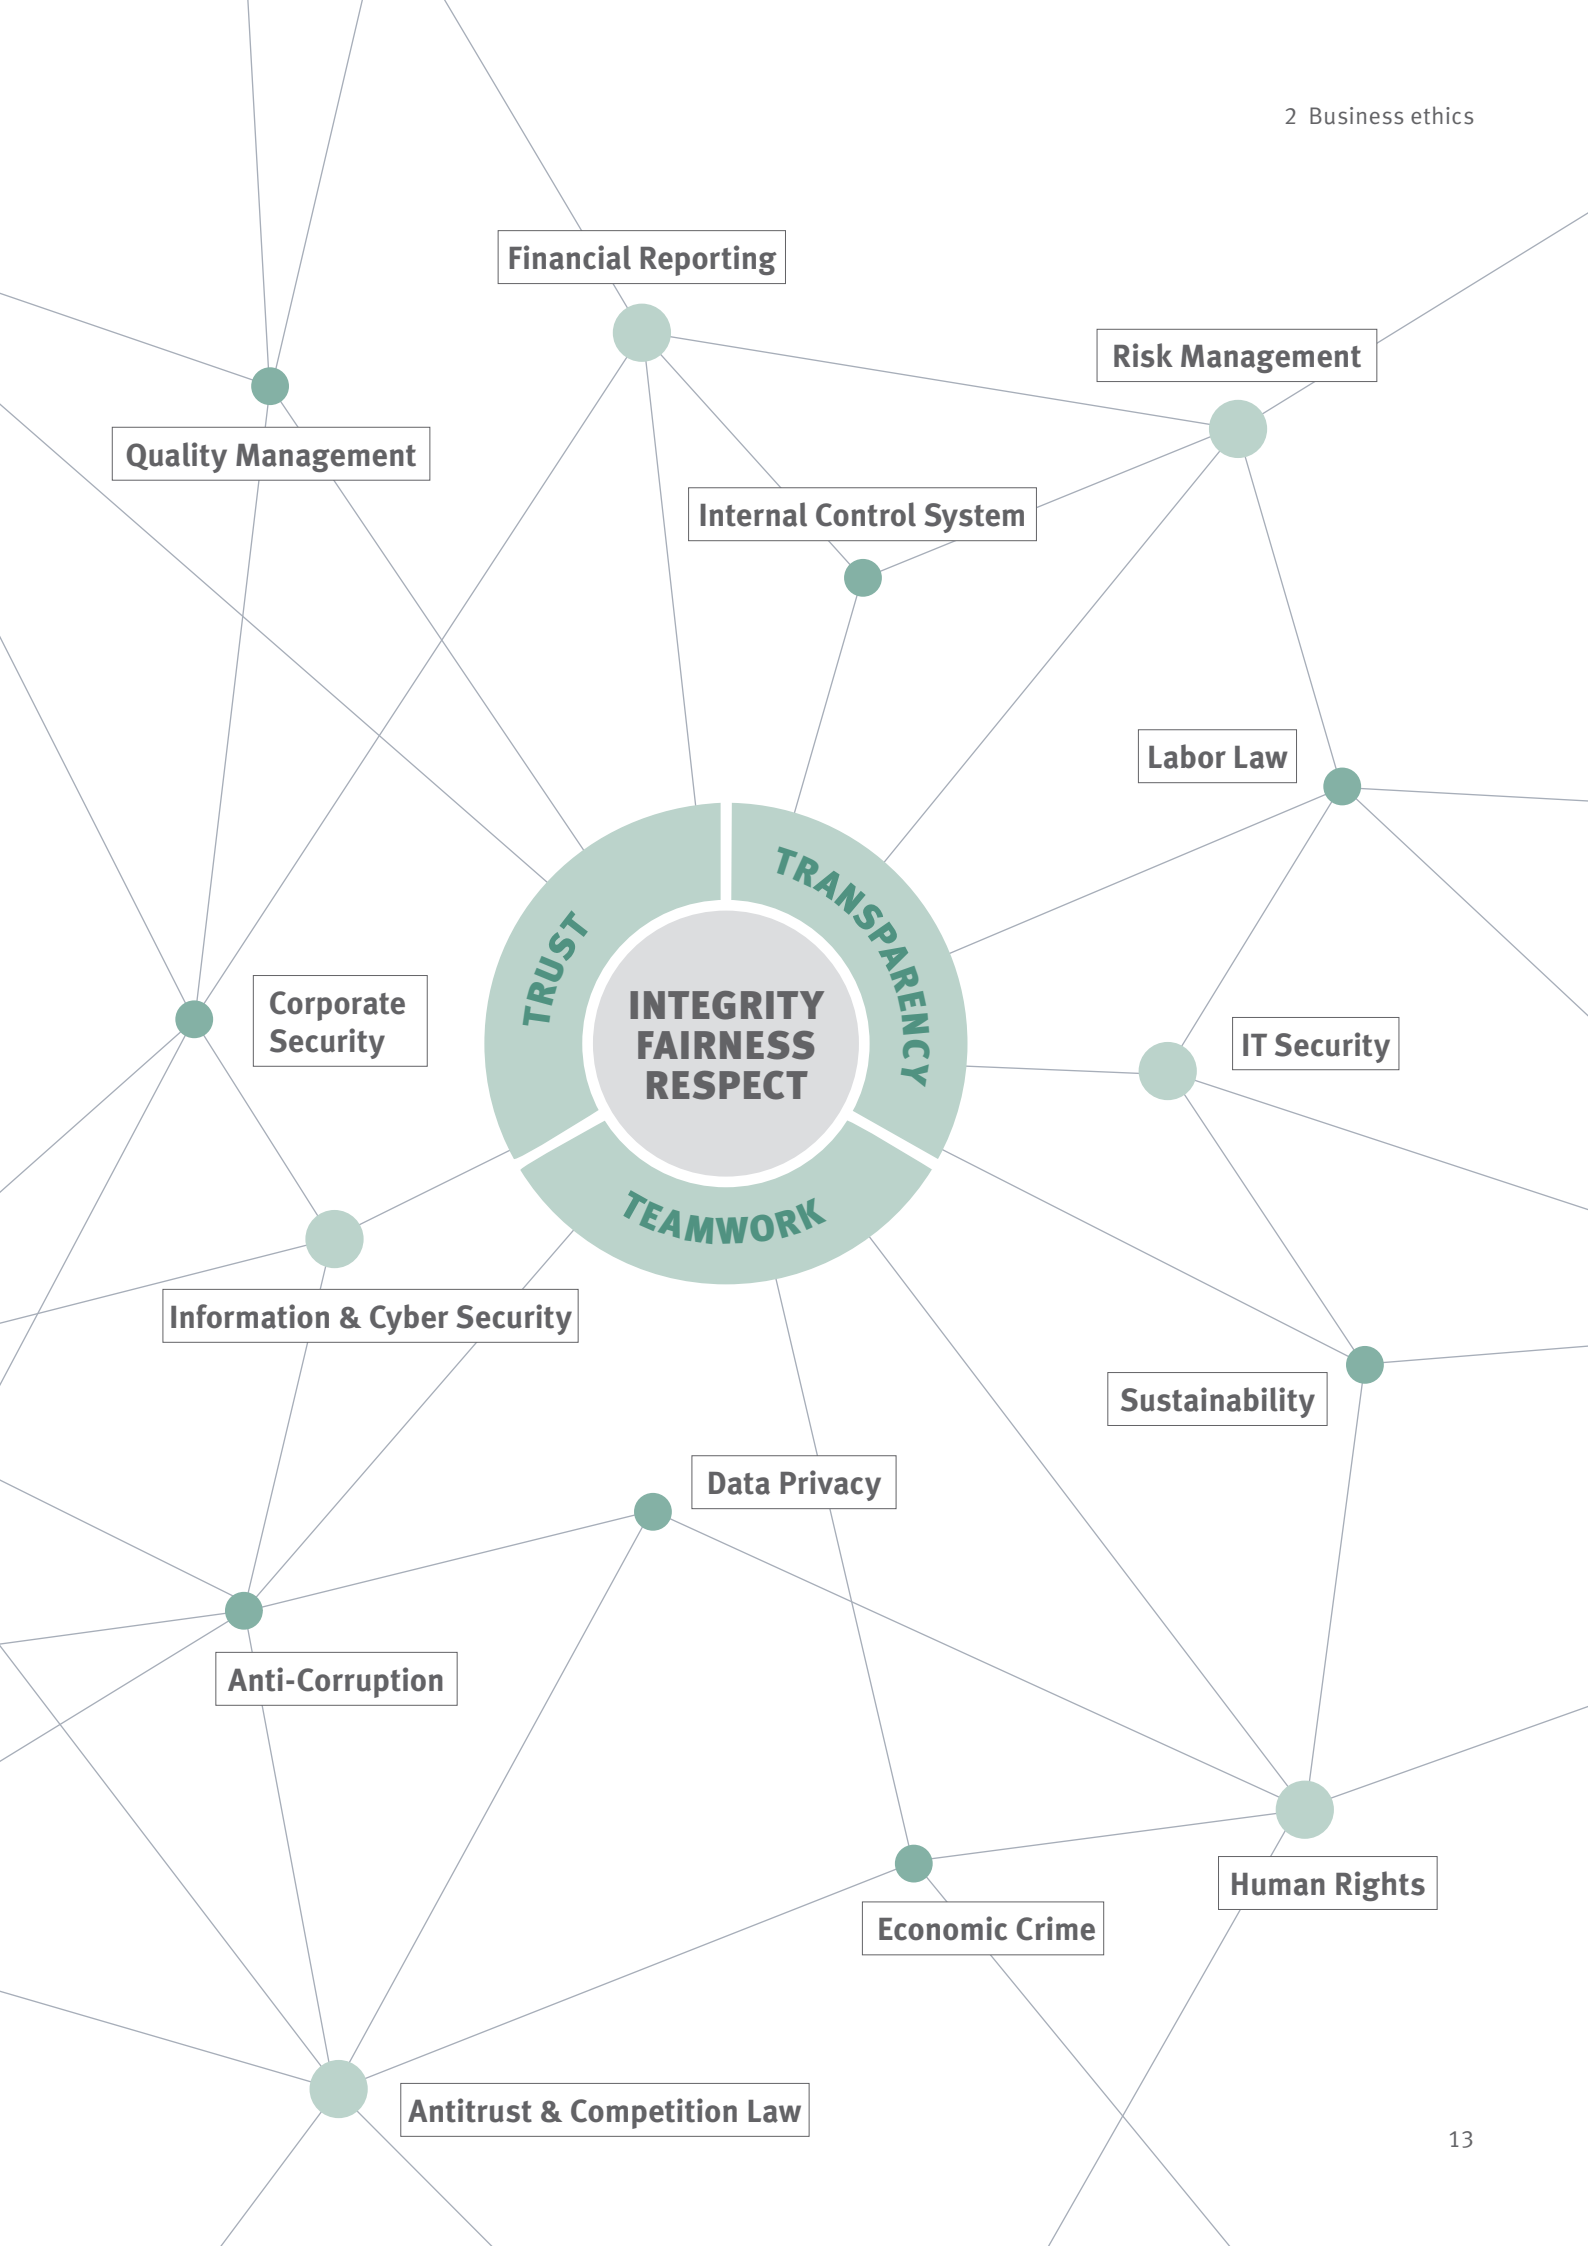 2 Business ethics
Financial Reporting
Risk Management
Quality Management
Internal Control System
Labor Law
TRUST
TRANSPARENCY
INTEGRITY
FAIRNESS
RESPECT
TEAMWORK
Corporate
Security
IT Security
Information & Cyber Security
Sustainability
Data Privacy
Anti-Corruption
Human Rights
Economic Crime
Antitrust & Competition Law
13